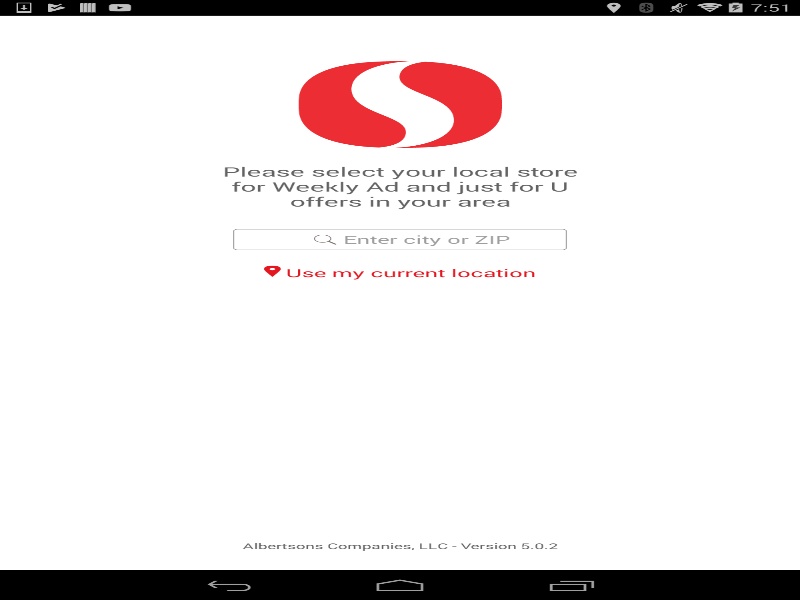 7:51
Please select your local store
for Weekly Ad and just for U
offers in your area
Enter city or ZIP
Use my current location
Albertsons Companies, LLC - Version 5.0.2